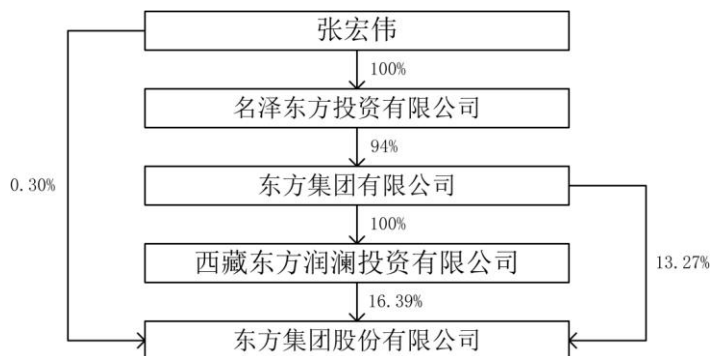 张宏伟
100%
名泽东方投资有限公司
94%
0.30%
东方集团有限公司
100%
西藏东方润澜投资有限公司
13.27%
16.39%
东方集团股份有限公司